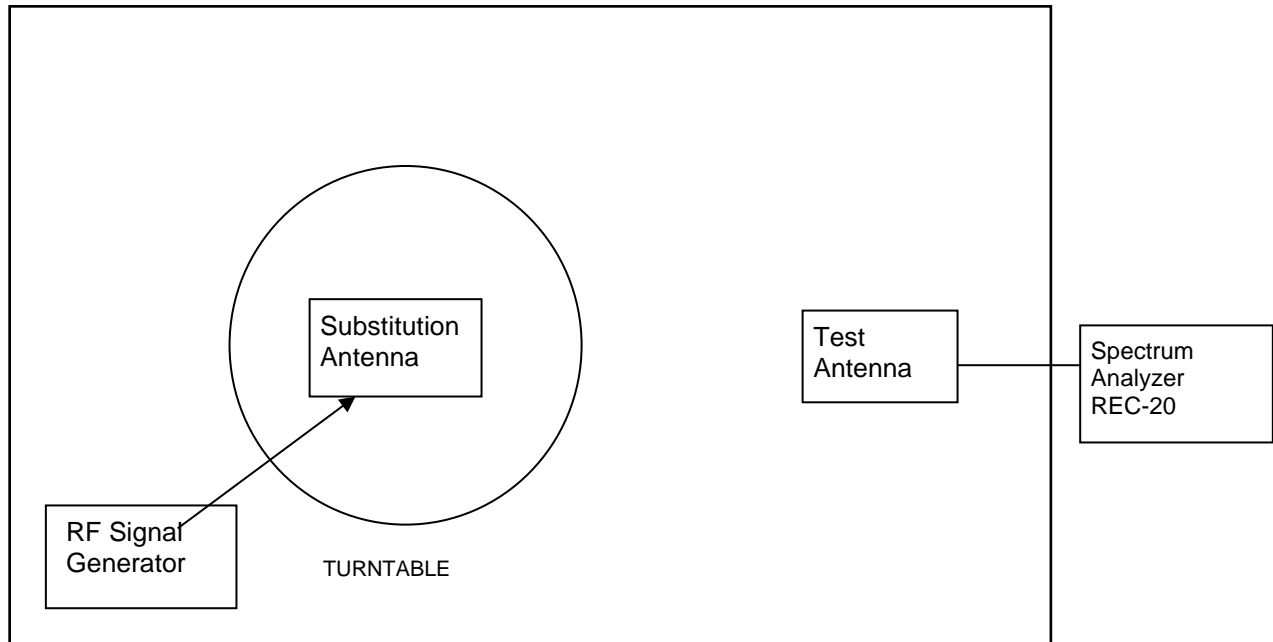 Substitution
Antenna
Test
Antenna
Spectrum
Analyzer
REC-20
RF Signal
Generator
TURNTABLE